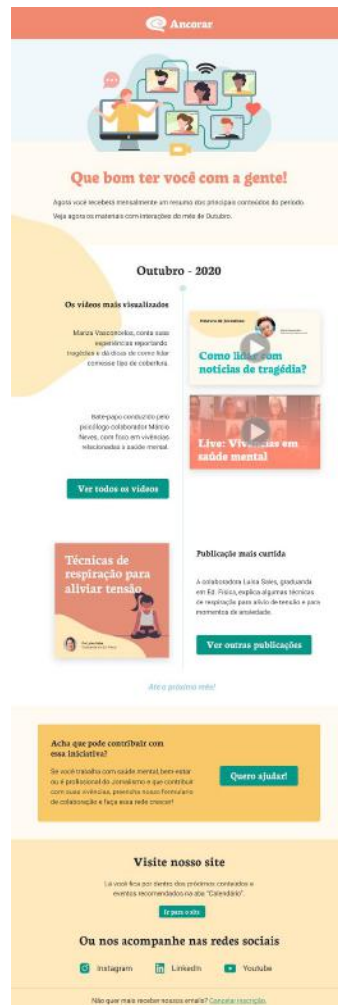 Ancorar
Que bom ter você com a gente!
Agora você receberá mensalmente um resumo dos principais conteúdos do período.
Veja agora os materiais com interações do mês de Outubro.
Outubro - 2020
Os vídeos mais visualizados
Mariza Vasconcelos, conta suas
experiências reportando
tragédias e dá dicas de como lidar
com esse tipo de cobertura.
Como lidar com
notícias de tragédia?
Bate-papo conduzido pelo
psicólogo colaborador Márcio
Neves, com foco em vivências
relacionadas a saúde mental.
Live: Vivências em
saúde mental
Ver todos os vídeos
Técnicas de
respiração para
aliviar tensão
Publicação mais curtida
A colaboradora Luisa Sales, graduanda
em Ed. Física, explica algumas técnicas
de respiração para alívio de tensão e para
momentos de ansiedade.
Ver outras publicações
Até o próximo mês!
Acha que pode contribuir com
essa iniciativa?
Se você trabalha com saúde mental, bem-estar
ou é profissional do Jornalismo e quer contribuir
com suas vivências, preencha nosso formulário
de colaboração e faça essa rede crescer!
Quero ajudar!
Visite nosso site
Lá você fica por dentro dos próximos conteúdos e
eventos recomendados na aba "Calendário".
Ir para o site
Ou nos acompanhe nas redes sociais
Instagram
LinkedIn
Youtube
Não quer mais receber nossos emails? Cancelar inscrição.